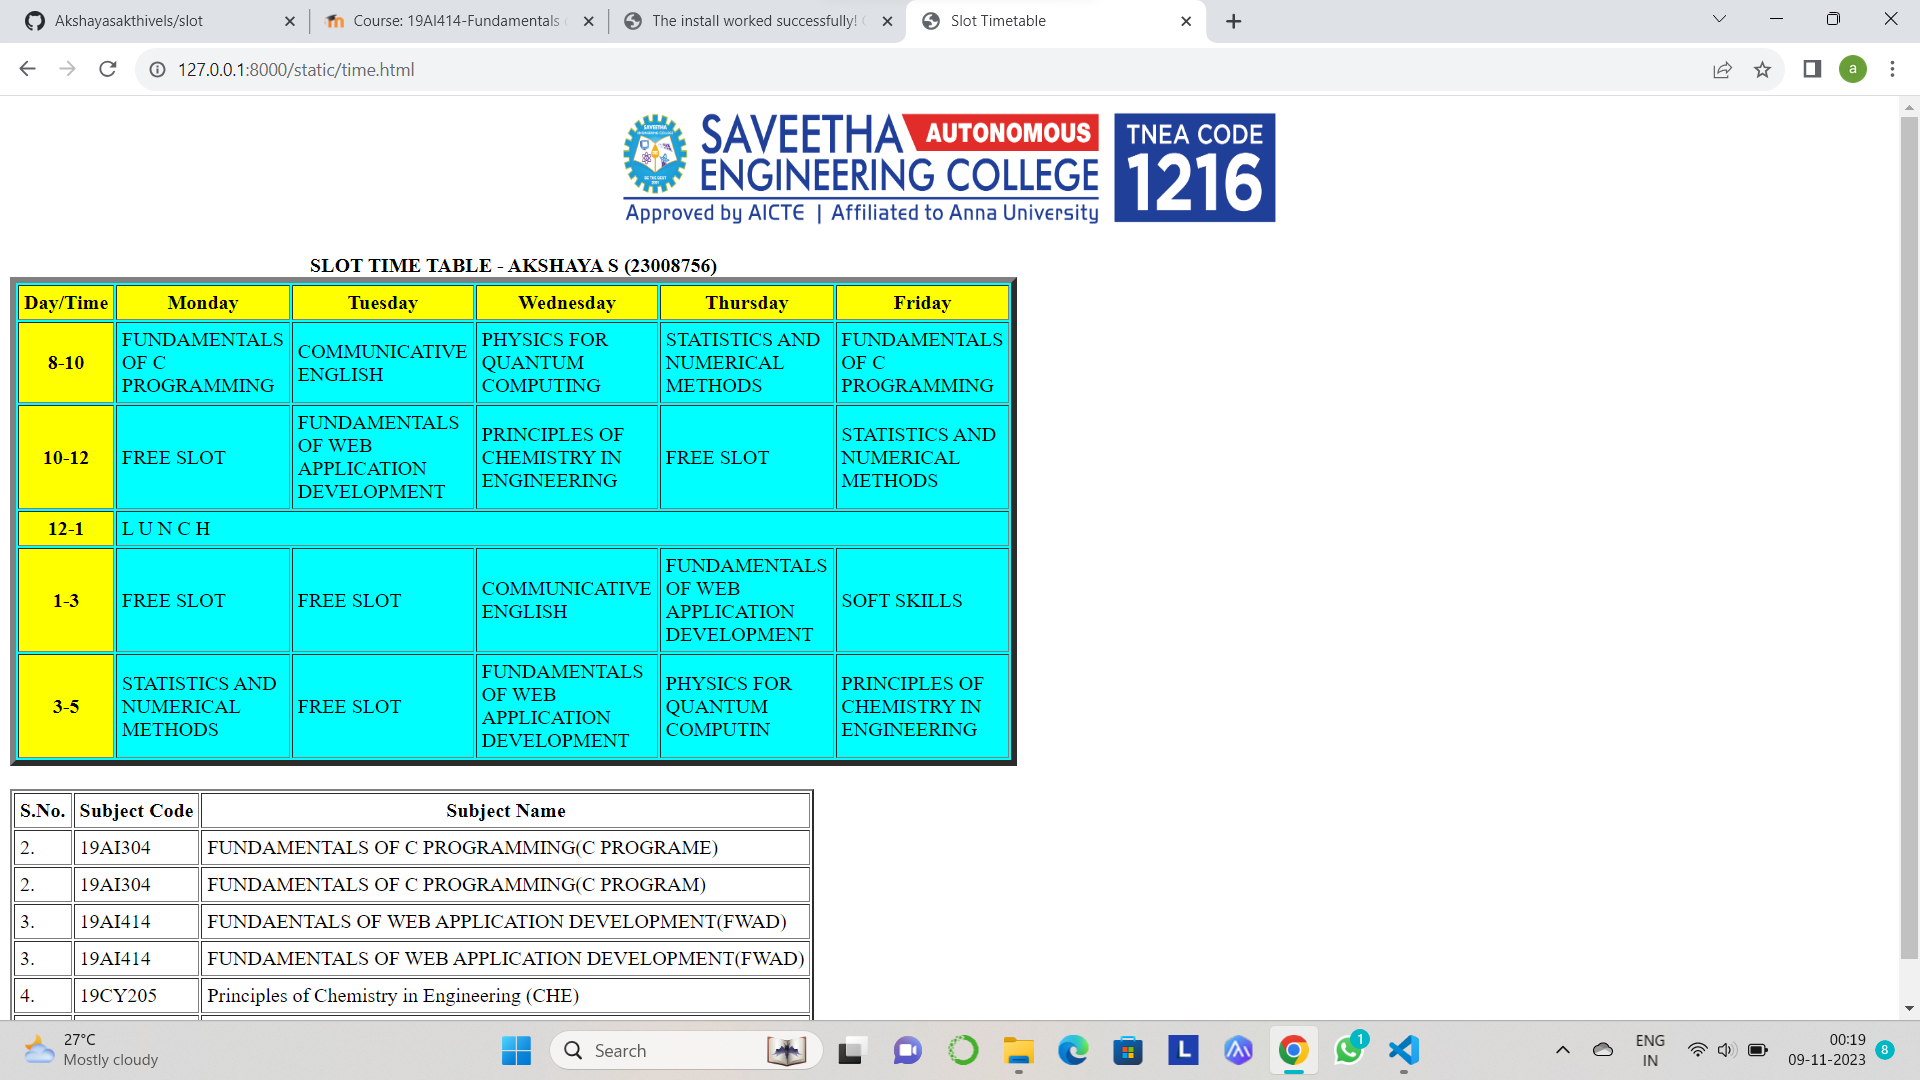 Akshayasakthivels/slot
Course: 19AI414-Fundamentals
The install worked successfully!
Slot Timetable
127.0.0.1:8000/static/time.html
a
SAVEETHA AUTONOMOUS
ENGINEERING COLLEGE
Approved by AICTE | Affiliated to Anna University
TNEA CODE
1216
SLOT TIME TABLE - AKSHAYA S (23008756)
Day/Time Monday Tuesday Wednesday Thursday Friday
8-10
FUNDAMENTALS
OF C
PROGRAMMING
COMMUNICATIVE
ENGLISH
PHYSICS FOR
QUANTUM
COMPUTING
STATISTICS AND
NUMERICAL
METHODS
FUNDAMENTALS
OF C
PROGRAMMING
10-12
FREE SLOT
FUNDAMENTALS
OF WEB
APPLICATION
DEVELOPMENT
PRINCIPLES OF
CHEMISTRY IN
ENGINEERING
FREE SLOT
STATISTICS AND
NUMERICAL
METHODS
12-1
L U N C H
1-3
FREE SLOT
FREE SLOT
COMMUNICATIVE
ENGLISH
FUNDAMENTALS
OF WEB
APPLICATION
DEVELOPMENT
SOFT SKILLS
3-5
STATISTICS AND
NUMERICAL
METHODS
FREE SLOT
FUNDAMENTALS
OF WEB
APPLICATION
DEVELOPMENT
PHYSICS FOR
QUANTUM
COMPUTIN
PRINCIPLES OF
CHEMISTRY IN
ENGINEERING
S.No. Subject Code Subject Name
2. 19AI304 FUNDAMENTALS OF C PROGRAMMING(C PROGRAME)
2. 19AI304 FUNDAMENTALS OF C PROGRAMMING(C PROGRAM)
3. 19AI414 FUNDAENTALS OF WEB APPLICATION DEVELOPMENT(FWAD)
3. 19AI414 FUNDAMENTALS OF WEB APPLICATION DEVELOPMENT(FWAD)
4. 19CY205 Principles of Chemistry in Engineering (CHE)
27°C
Mostly cloudy
Search
L
1
ENG
IN
00:19
09-11-2023
8